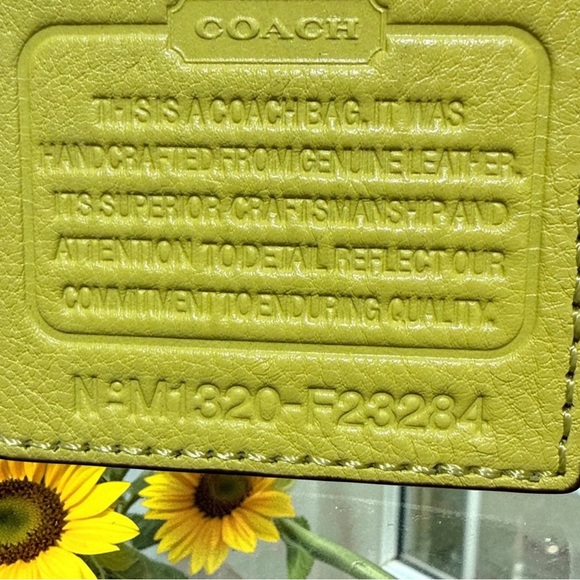 COACH
THIS IS A COACH BAG. IT WAS
HANDCRAFTED FROM GENUINE LEATHER.
ITS SUPERIOR CRAFTSMANSHIP AND
ATTENTION TO DETAIL REFLECT OUR
COMMITMENT TO ENDURING QUALITY.
No M1320-F23284